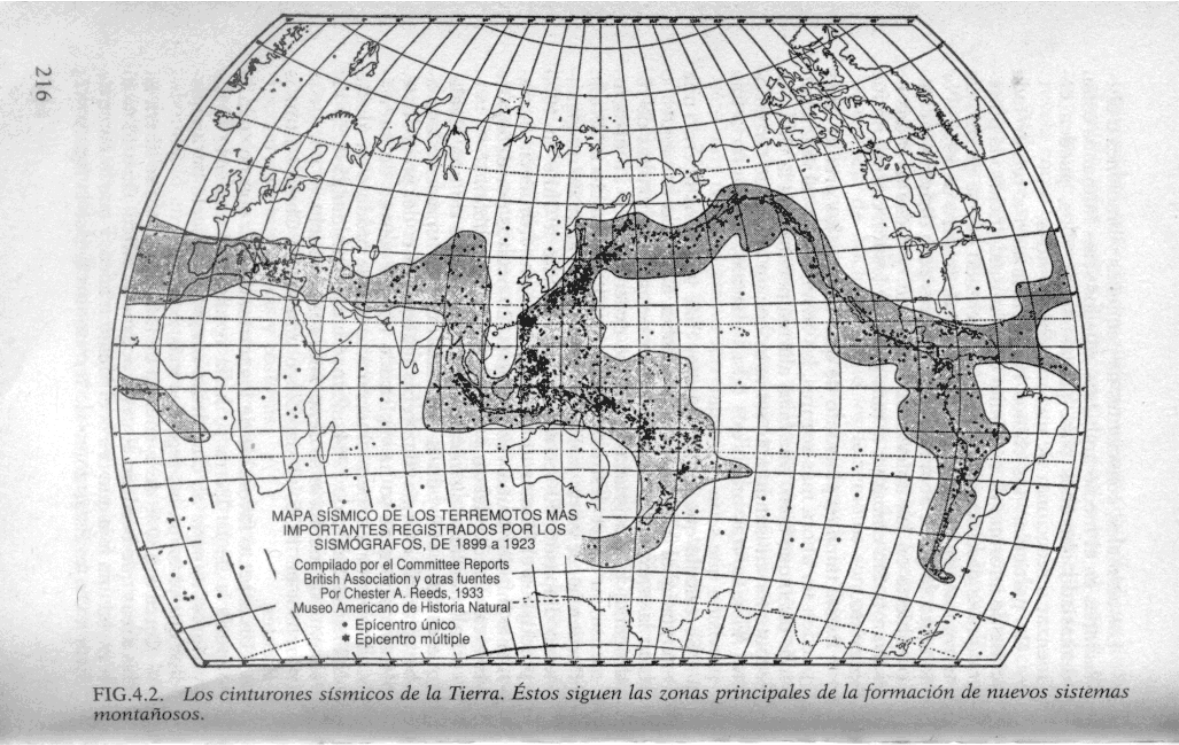 216
MAPA SÍSMICO DE LOS TERREMOTOS MÁS
IMPORTANTES REGISTRADOS POR LOS
SISMÓGRAFOS, DE 1899 a 1923
Compilado por el Committee Reports
British Association y otras fuentes
Por Chester A. Reeds, 1933
Museo Americano de Historia Natural
• Epicentro único
✱ Epicentro múltiple
FIG.4.2. Los cinturones sísmicos de la Tierra. Éstos siguen las zonas principales de la formación de nuevos sistemas
montañosos.